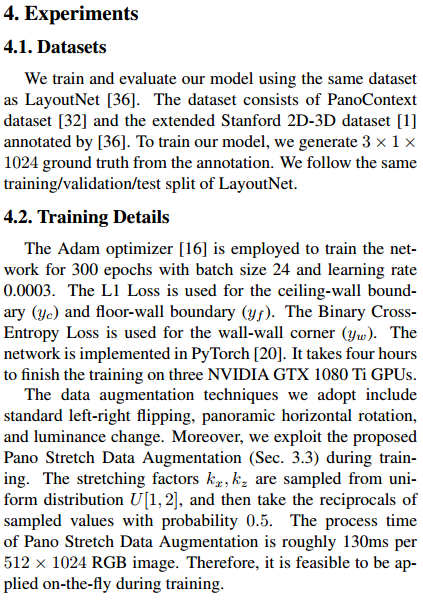 4. Experiments
4.1. Datasets
We train and evaluate our model using the same dataset
as LayoutNet [36]. The dataset consists of PanoContext
dataset [32] and the extended Stanford 2D-3D dataset [1]
annotated by [36]. To train our model, we generate 3 × 1 ×
1024 ground truth from the annotation. We follow the same
training/validation/test split of LayoutNet.
4.2. Training Details
The Adam optimizer [16] is employed to train the net-
work for 300 epochs with batch size 24 and learning rate
0.0003. The L1 Loss is used for the ceiling-wall bound-
ary (y_c) and floor-wall boundary (y_f). The Binary Cross-
Entropy Loss is used for the wall-wall corner (y_w). The
network is implemented in PyTorch [20]. It takes four hours
to finish the training on three NVIDIA GTX 1080 Ti GPUs.
The data augmentation techniques we adopt include
standard left-right flipping, panoramic horizontal rotation,
and luminance change. Moreover, we exploit the proposed
Pano Stretch Data Augmentation (Sec. 3.3) during train-
ing. The stretching factors k_x, k_z are sampled from uni-
form distribution U[1, 2], and then take the reciprocals of
sampled values with probability 0.5. The process time
of Pano Stretch Data Augmentation is roughly 130ms per
512 × 1024 RGB image. Therefore, it is feasible to be ap-
plied on-the-fly during training.